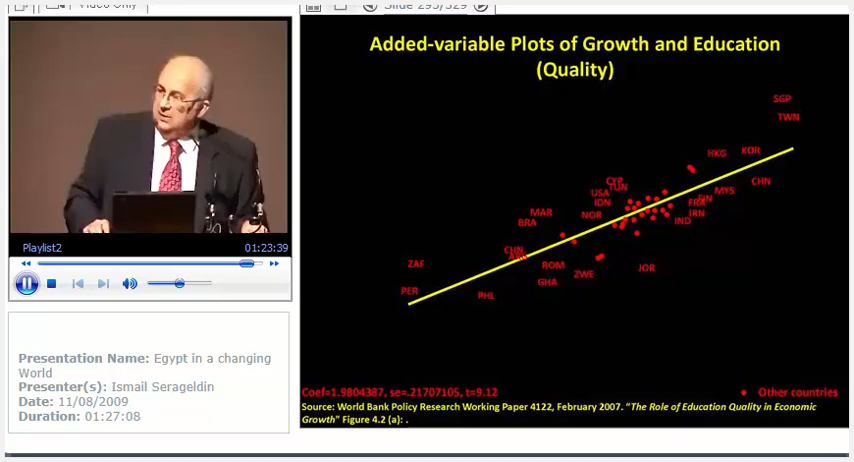 Video Only
Slide 295/329
Added-variable Plots of Growth and Education
(Quality)
SGP
TWN
HKG
KOR
CHN
CYP
TUN
USA
MYS
IDN
FRA
FIN
MAR
NOR
IRN
BRA
IND
CHN
ZAF
ROM
JOR
ZWE
GHA
PER
PHL
Playlist2
01:23:39
Presentation Name: Egypt in a changing
World
Presenter(s): Ismail Serageldin
Date: 11/08/2009
Duration: 01:27:08
Coef=1.9804387, se=.21707105, t=9.12
Other countries
Source: World Bank Policy Research Working Paper 4122, February 2007. "The Role of Education Quality in Economic
Growth" Figure 4.2 (a): .